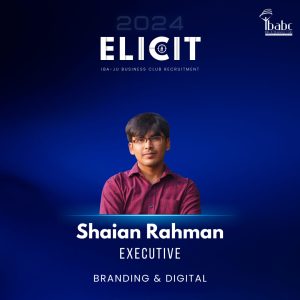 2024
ELICIT
IBA-JU BUSINESS CLUB RECRUITMENT
ibabc
Shaian Rahman
EXECUTIVE
BRANDING & DIGITAL